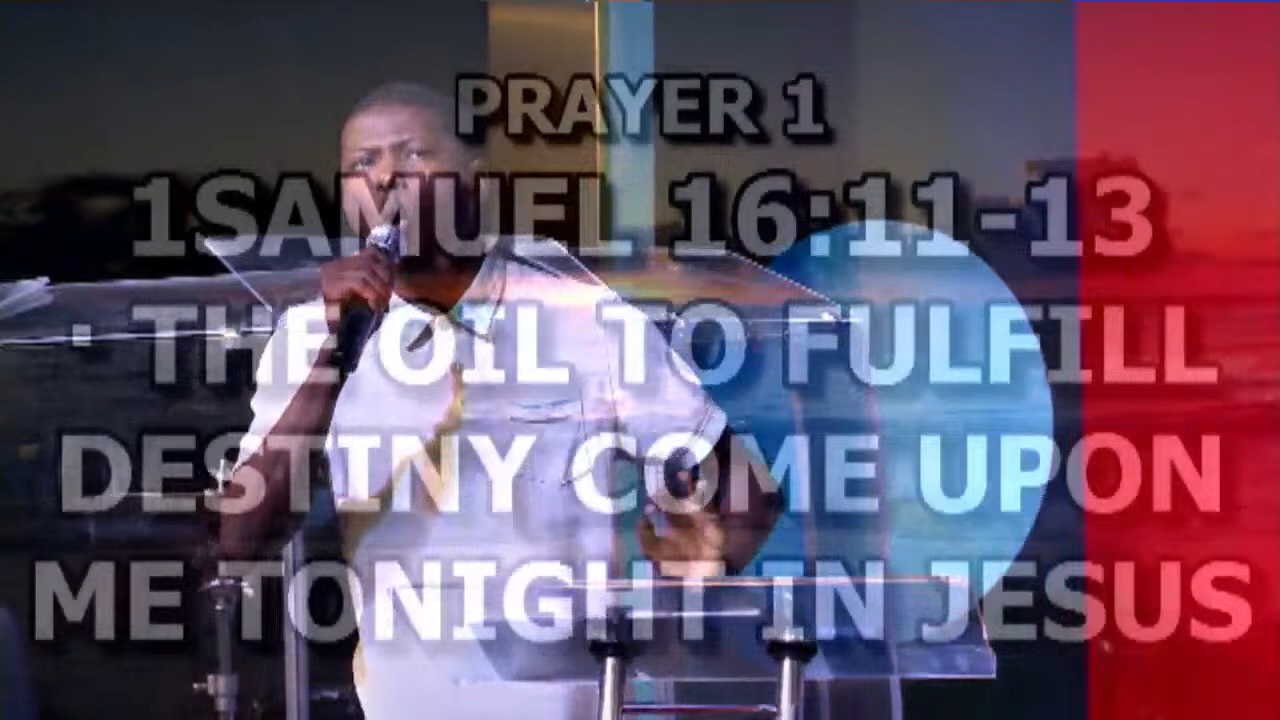 PRAYER 1
1SAMUEL 16:11-13
· THE OIL TO FULFILL
DESTINY COME UPON
ME TONIGHT IN JESUS